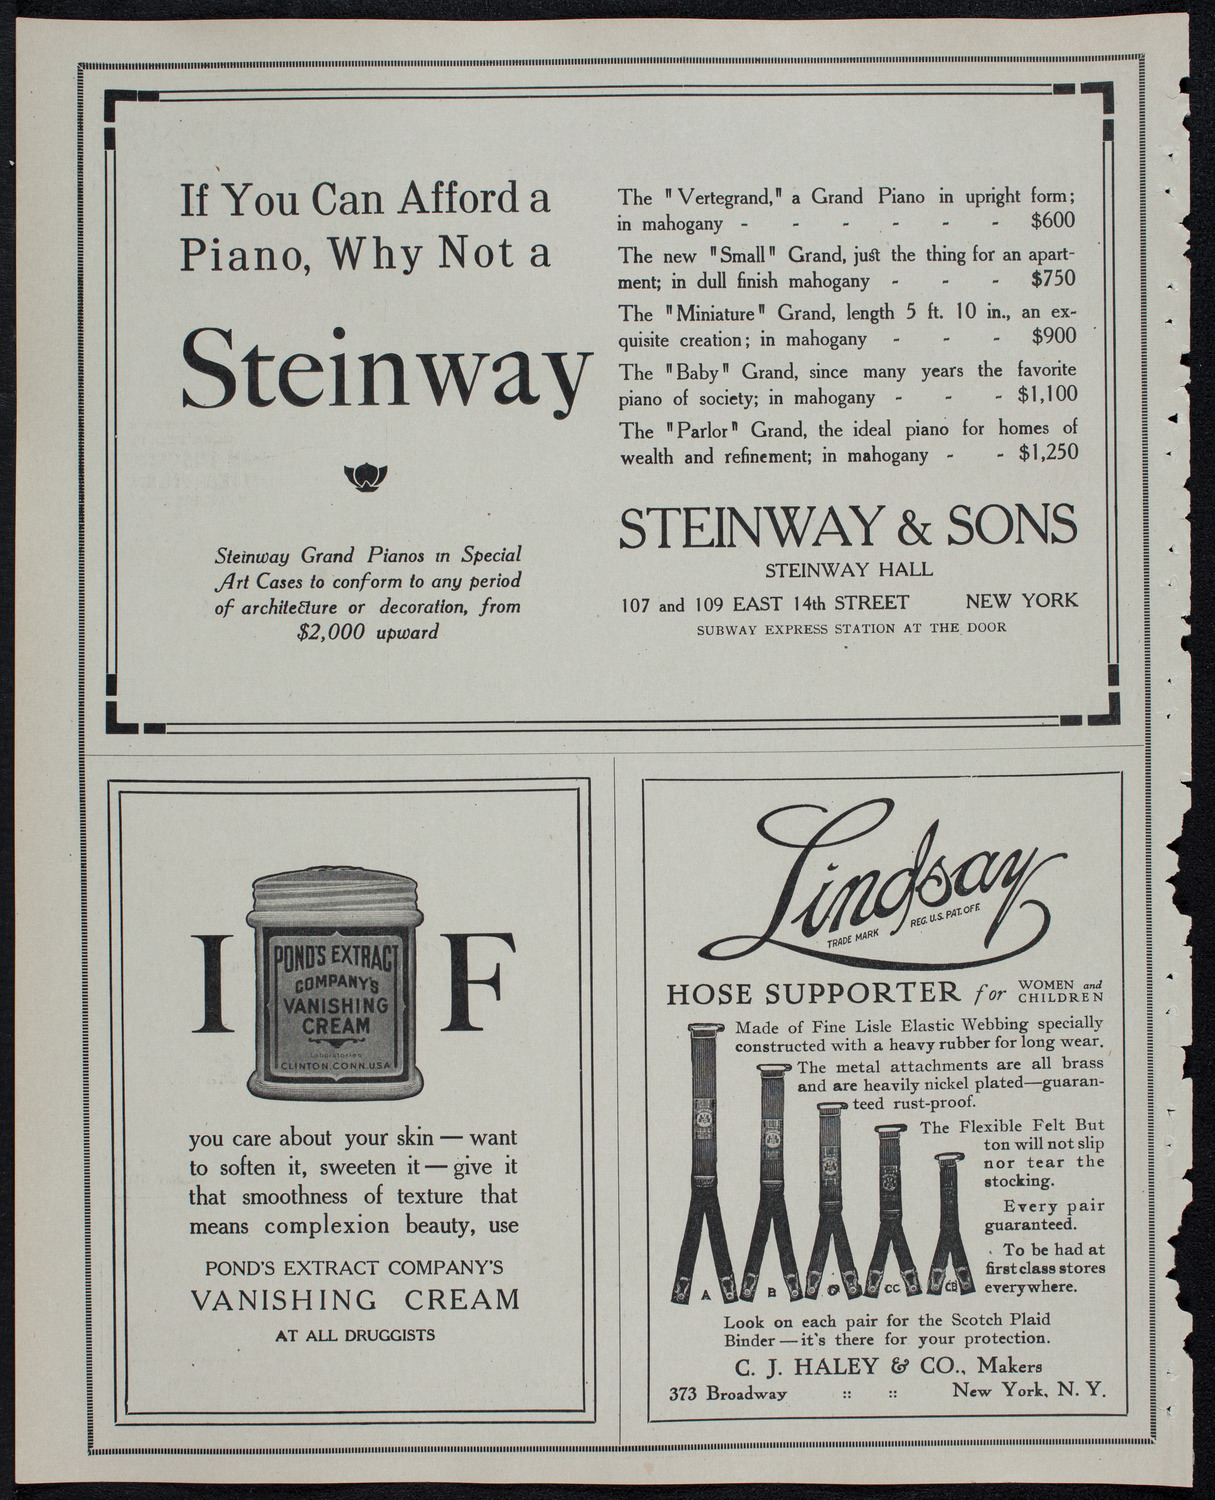 If You Can Afford a
Piano, Why Not a
Steinway
Steinway Grand Pianos in Special
Art Cases to conform to any period
of architecture or decoration, from
$2,000 upward
The "Vertegrand," a Grand Piano in upright form;
in mahogany - - - - - - $600
The new "Small" Grand, just the thing for an apart-
ment; in dull finish mahogany - - - $750
The "Miniature" Grand, length 5 ft. 10 in., an ex-
quisite creation; in mahogany - - - $900
The "Baby" Grand, since many years the favorite
piano of society; in mahogany - - - $1,100
The "Parlor" Grand, the ideal piano for homes of
wealth and refinement; in mahogany - - $1,250
STEINWAY & SONS
STEINWAY HALL
107 and 109 EAST 14th STREET NEW YORK
SUBWAY EXPRESS STATION AT THE DOOR
I F
POND'S EXTRACT
COMPANY'S
VANISHING
CREAM
Laboratories
CLINTON, CONN. U.S.A.
you care about your skin — want
to soften it, sweeten it — give it
that smoothness of texture that
means complexion beauty, use
POND'S EXTRACT COMPANY'S
VANISHING CREAM
AT ALL DRUGGISTS
Lindsay
TRADE MARK REG. U.S. PAT. OFF.
HOSE SUPPORTER for WOMEN and CHILDREN
Made of Fine Lisle Elastic Webbing specially
constructed with a heavy rubber for long wear.
The metal attachments are all brass
and are heavily nickel plated—guaran-
teed rust-proof.
The Flexible Felt But
ton will not slip
nor tear the
stocking.
Every pair
guaranteed.
To be had at
first class stores
everywhere.
A B C CC CB
Look on each pair for the Scotch Plaid
Binder — it's there for your protection.
C. J. HALEY & CO., Makers
373 Broadway :: :: New York, N. Y.